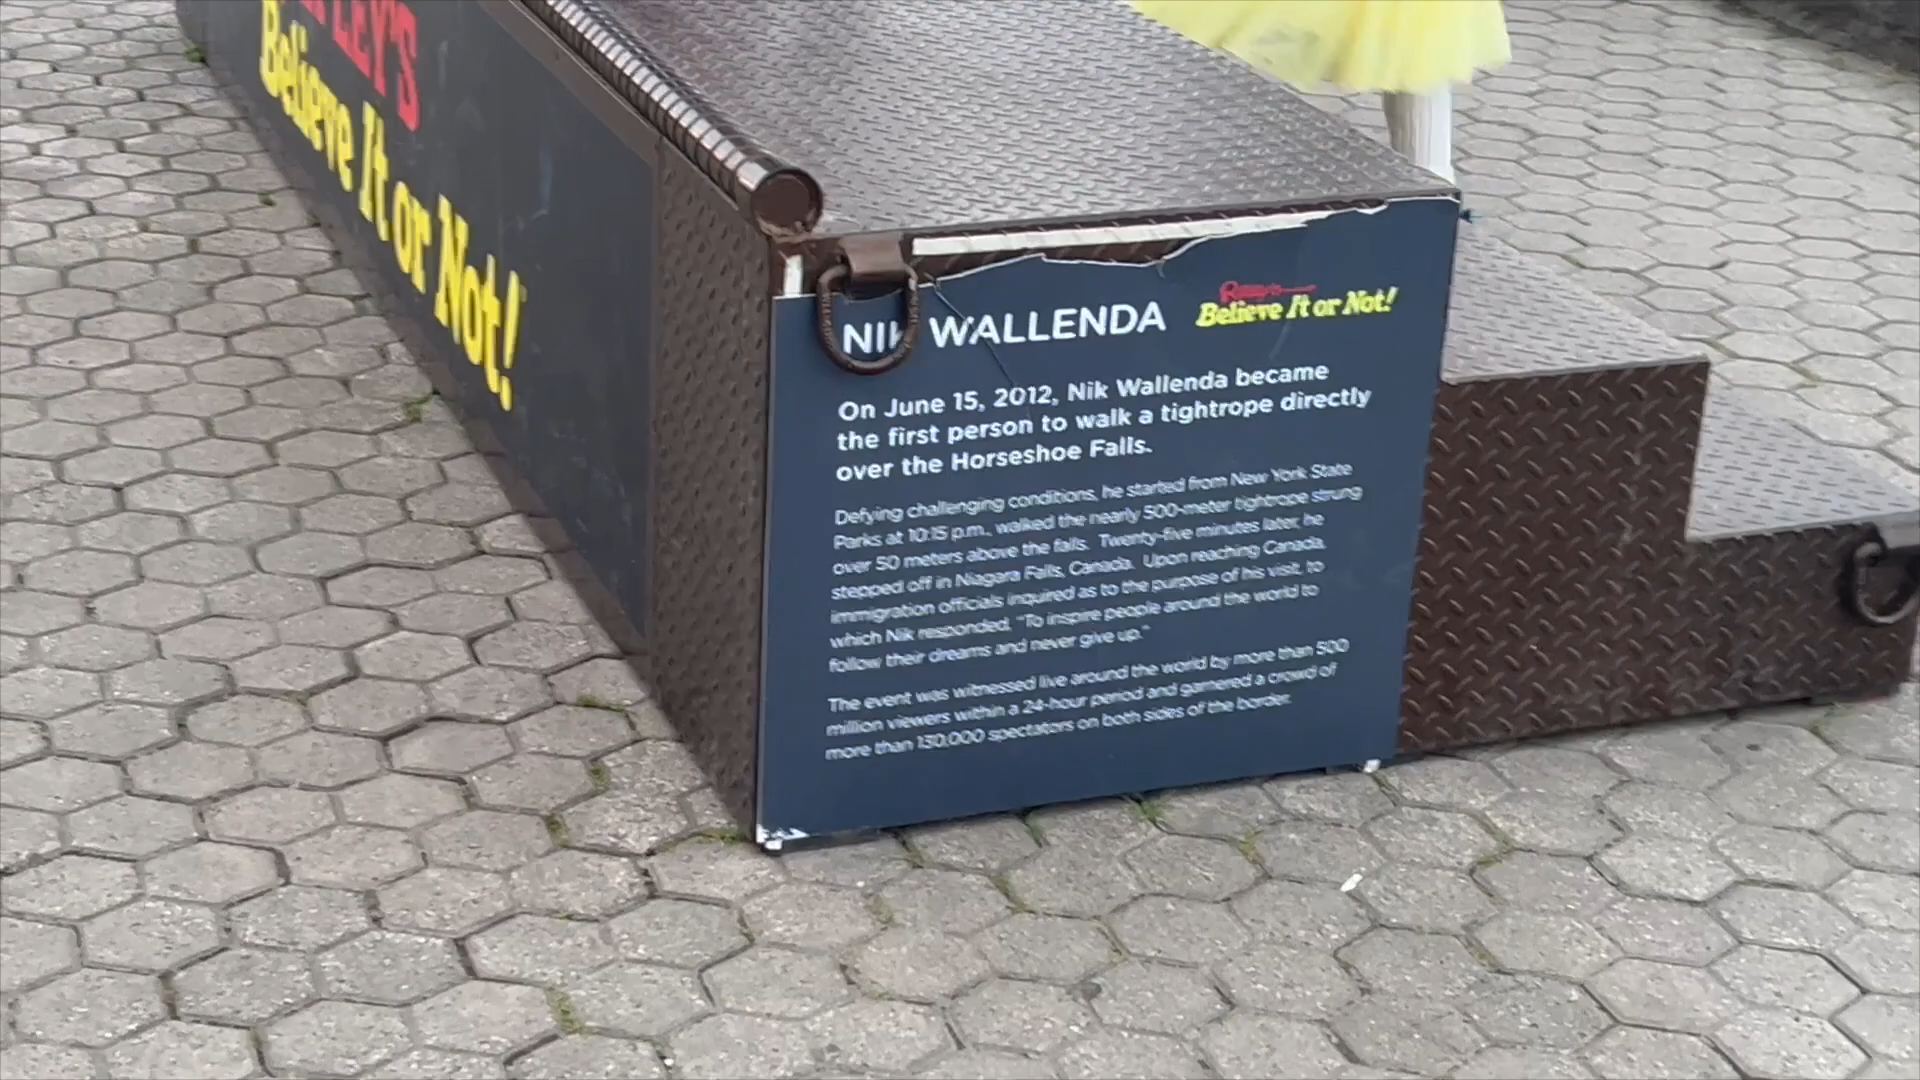 LEY'S
Believe It or Not!
NIK WALLENDA
Ripley's
Believe It or Not!
On June 15, 2012, Nik Wallenda became
the first person to walk a tightrope directly
over the Horseshoe Falls.
Defying challenging conditions, he started from New York State
Parks at 10:15 p.m., walked the nearly 500-meter tightrope strung
over 50 meters above the falls. Twenty-five minutes later, he
stepped off in Niagara Falls, Canada. Upon reaching Canada,
immigration officials inquired as to the purpose of his visit, to
which Nik responded, "To inspire people around the world to
follow their dreams and never give up."
The event was witnessed live around the world by more than 500
million viewers within a 24-hour period and garnered a crowd of
more than 130,000 spectators on both sides of the border.